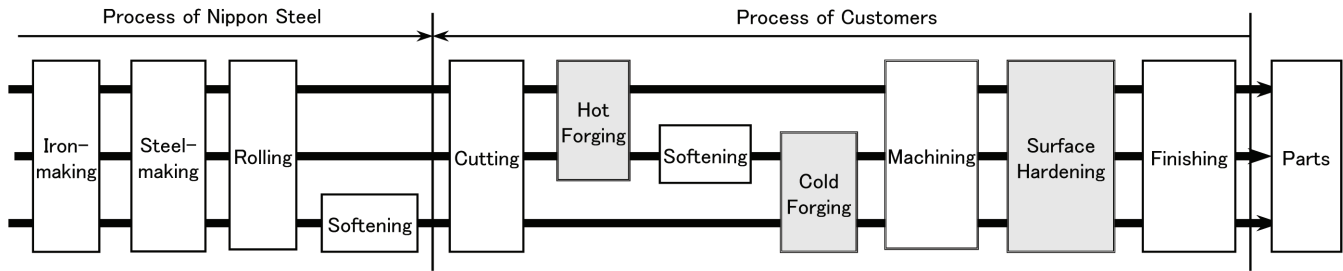 Process of Nippon Steel
Process of Customers
Iron-
making
Steel-
making
Rolling
Softening
Cutting
Hot
Forging
Softening
Cold
Forging
Machining
Surface
Hardening
Finishing
Parts